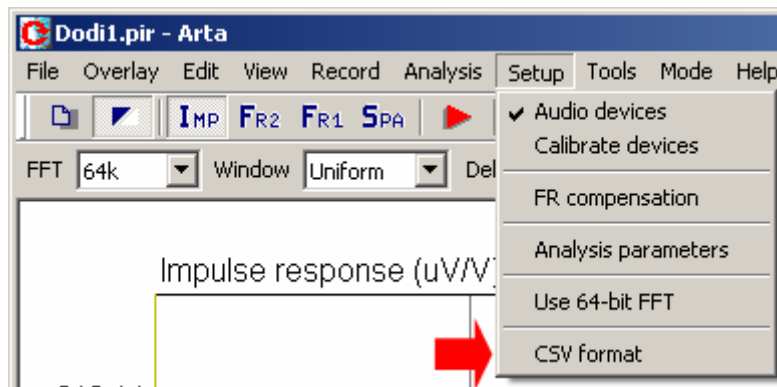 Dodi1.pir - Arta
File Overlay Edit View Record Analysis Setup Tools Mode Help
IMP FR2 FR1 SPA
Audio devices
Calibrate devices
FFT 64k Window Uniform Del
FR compensation
Analysis parameters
Impulse response (uV/V)
Use 64-bit FFT
CSV format